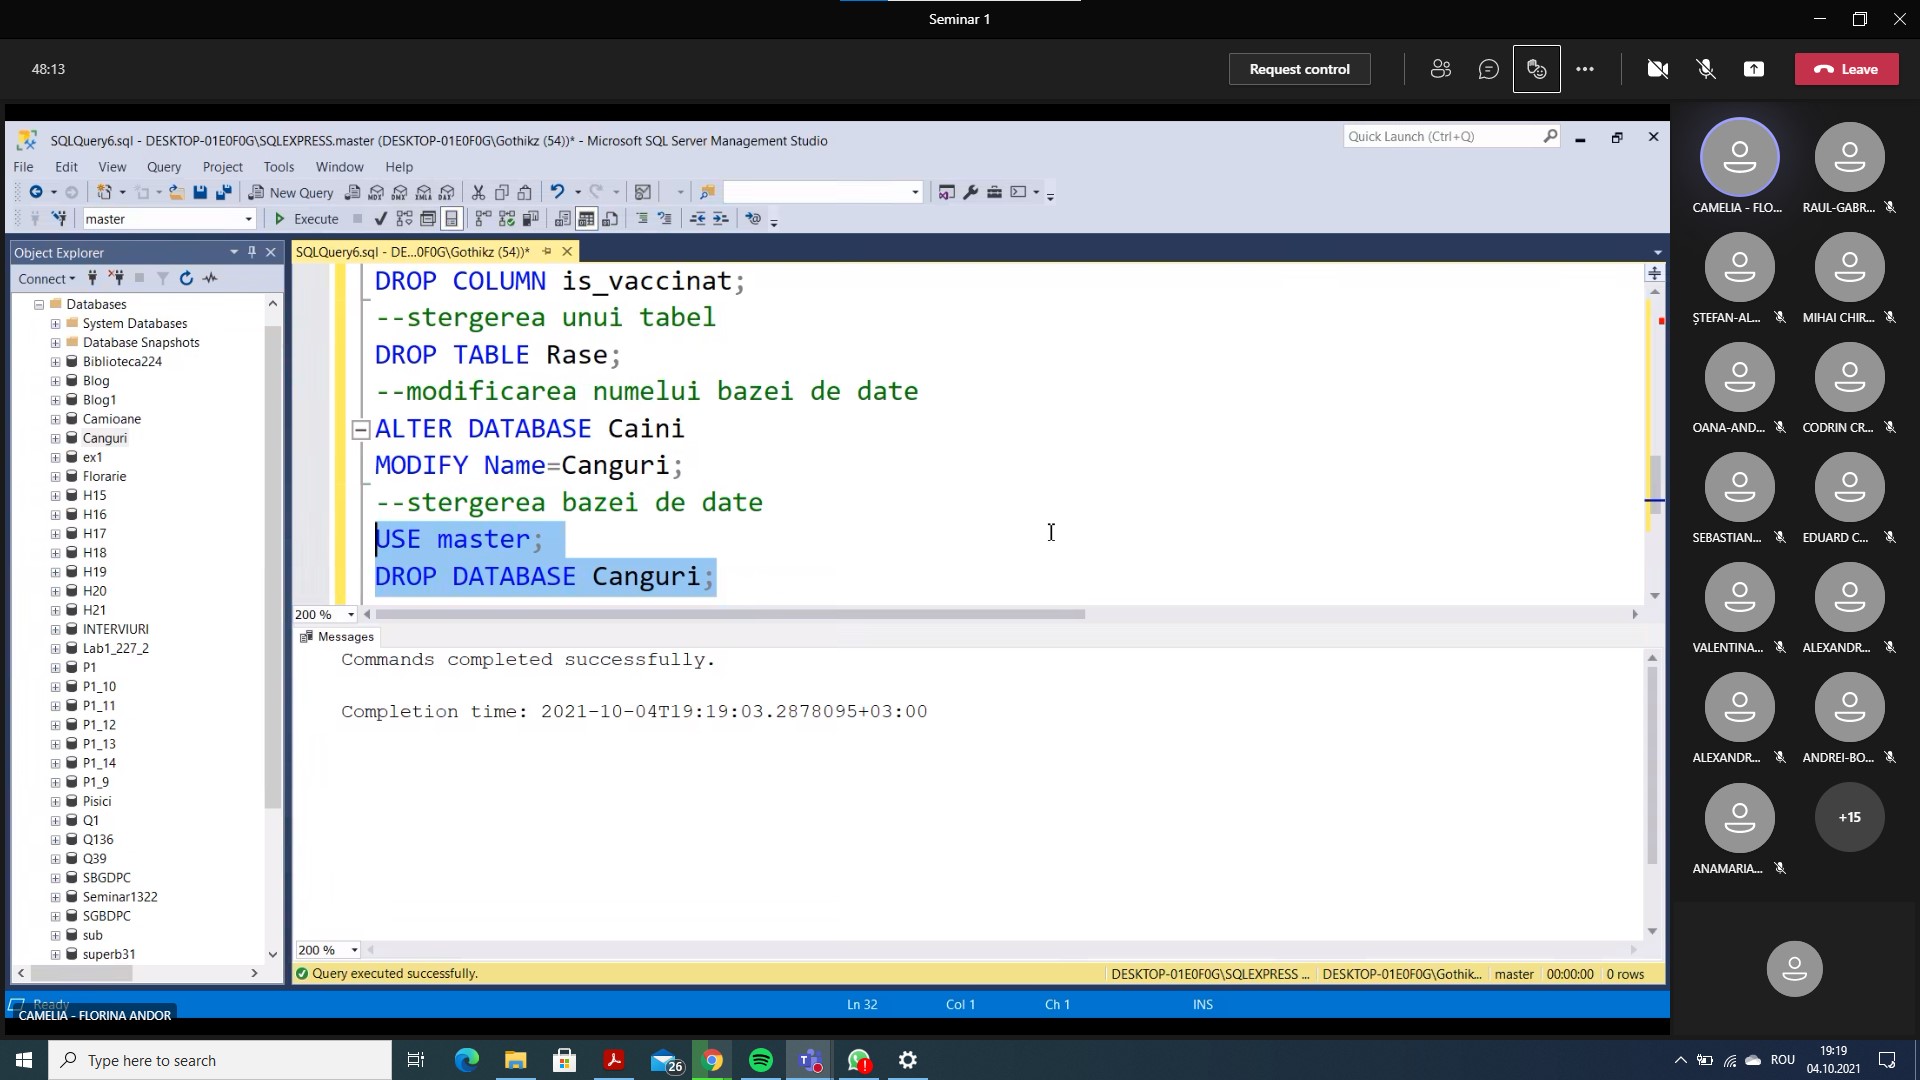 Seminar 1
48:13
Request control
Leave
SQLQuery6.sql - DESKTOP-01E0F0G\SQLEXPRESS.master (DESKTOP-01E0F0G\Gothikz (54))* - Microsoft SQL Server Management Studio
Quick Launch (Ctrl+Q)
File Edit View Query Project Tools Window Help
New Query
MDX DMX XMLA DAX
master
Execute
Object Explorer
SQLQuery6.sql - DE...0F0G\Gothikz (54))*
Connect
Databases
System Databases
Database Snapshots
Biblioteca224
Blog
Blog1
Camioane
Canguri
ex1
Florarie
H15
H16
H17
H18
H19
H20
H21
INTERVIURI
Lab1_227_2
P1
P1_10
P1_11
P1_12
P1_13
P1_14
P1_9
Pisici
Q1
Q136
Q39
SBGDPC
Seminar1322
SGBDPC
sub
superb31
DROP COLUMN is_vaccinat;
--stergerea unui tabel
DROP TABLE Rase;
--modificarea numelui bazei de date
ALTER DATABASE Caini
MODIFY Name=Canguri;
--stergerea bazei de date
USE master;
DROP DATABASE Canguri;
200 %
Messages
Commands completed successfully.
Completion time: 2021-10-04T19:19:03.2878095+03:00
200 %
Query executed successfully.
DESKTOP-01E0F0G\SQLEXPRESS ... DESKTOP-01E0F0G\Gothik... master 00:00:00 0 rows
Ready
Ln 32 Col 1 Ch 1 INS
CAMELIA - FLORINA ANDOR
CAMELIA - FLO... RAUL-GABR...
ȘTEFAN-AL... MIHAI CHIR...
OANA-AND... CODRIN CR...
SEBASTIAN... EDUARD C...
VALENTINA... ALEXANDR...
ALEXANDR... ANDREI-BO...
+15
ANAMARIA...
Type here to search
26
ROU
19:19
04.10.2021